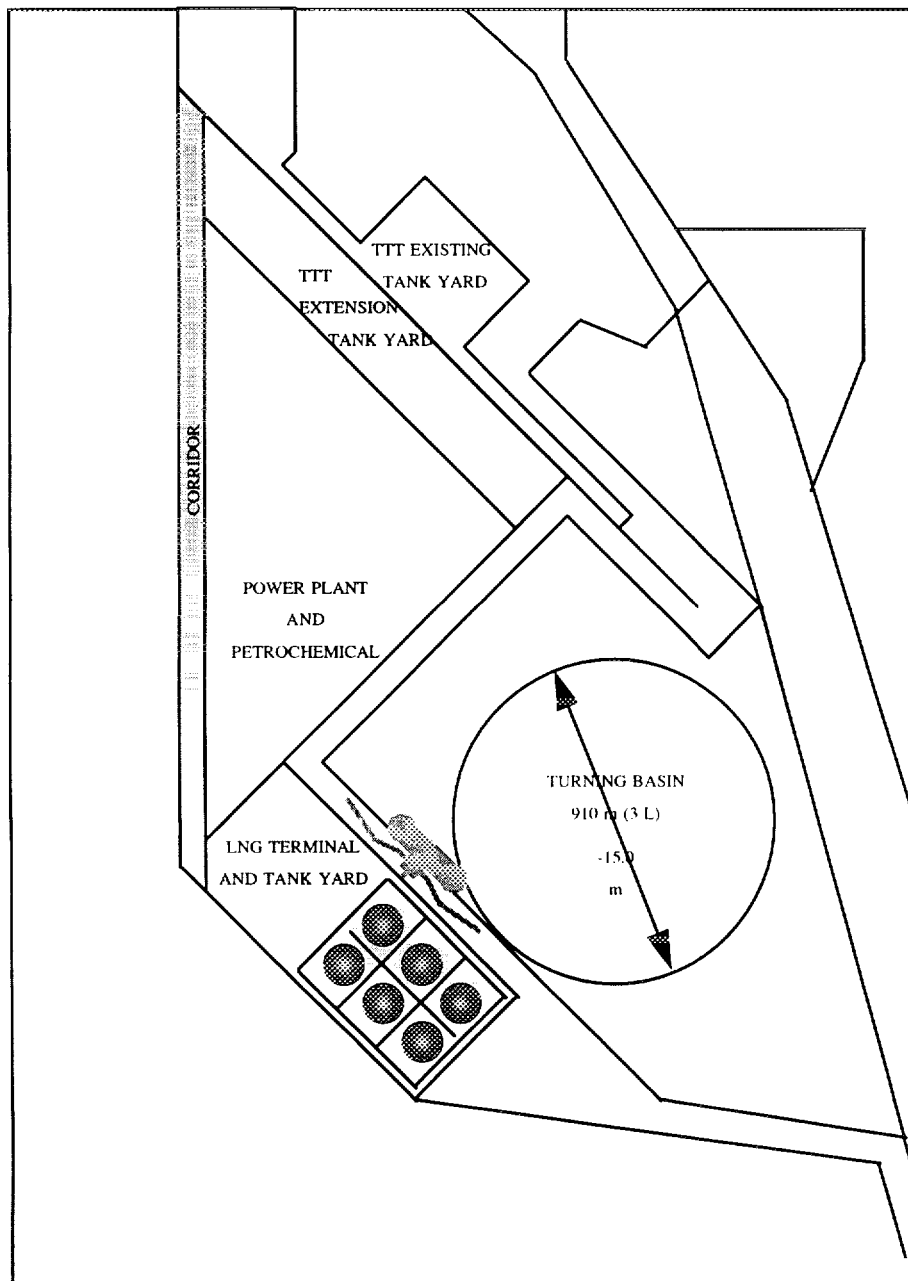 TTT EXISTING
TANK YARD
TTT
EXTENSION
TANK YARD
CORRIDOR
POWER PLANT
AND
PETROCHEMICAL
TURNING BASIN
910 m (3 L)
-15.0
m
LNG TERMINAL
AND TANK YARD